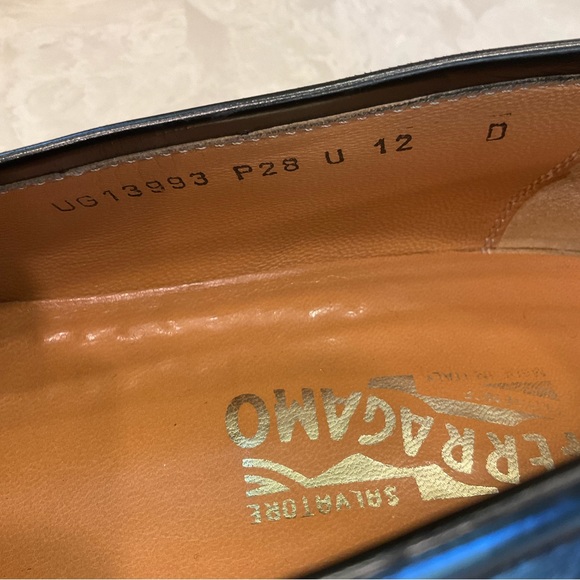 UG13993 P28 U 12 D
SALVATORE
FERRAGAMO